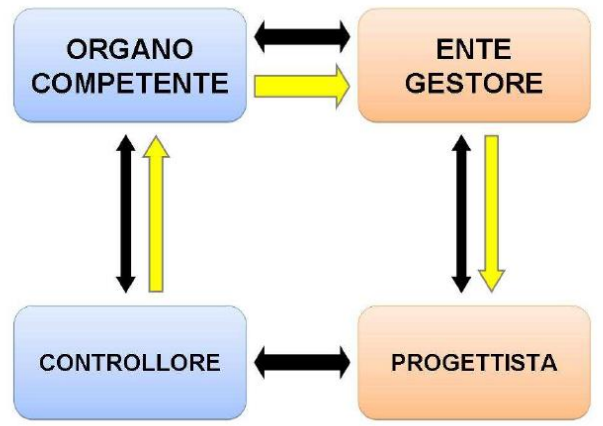 ORGANO
COMPETENTE
ENTE
GESTORE
CONTROLLORE
PROGETTISTA